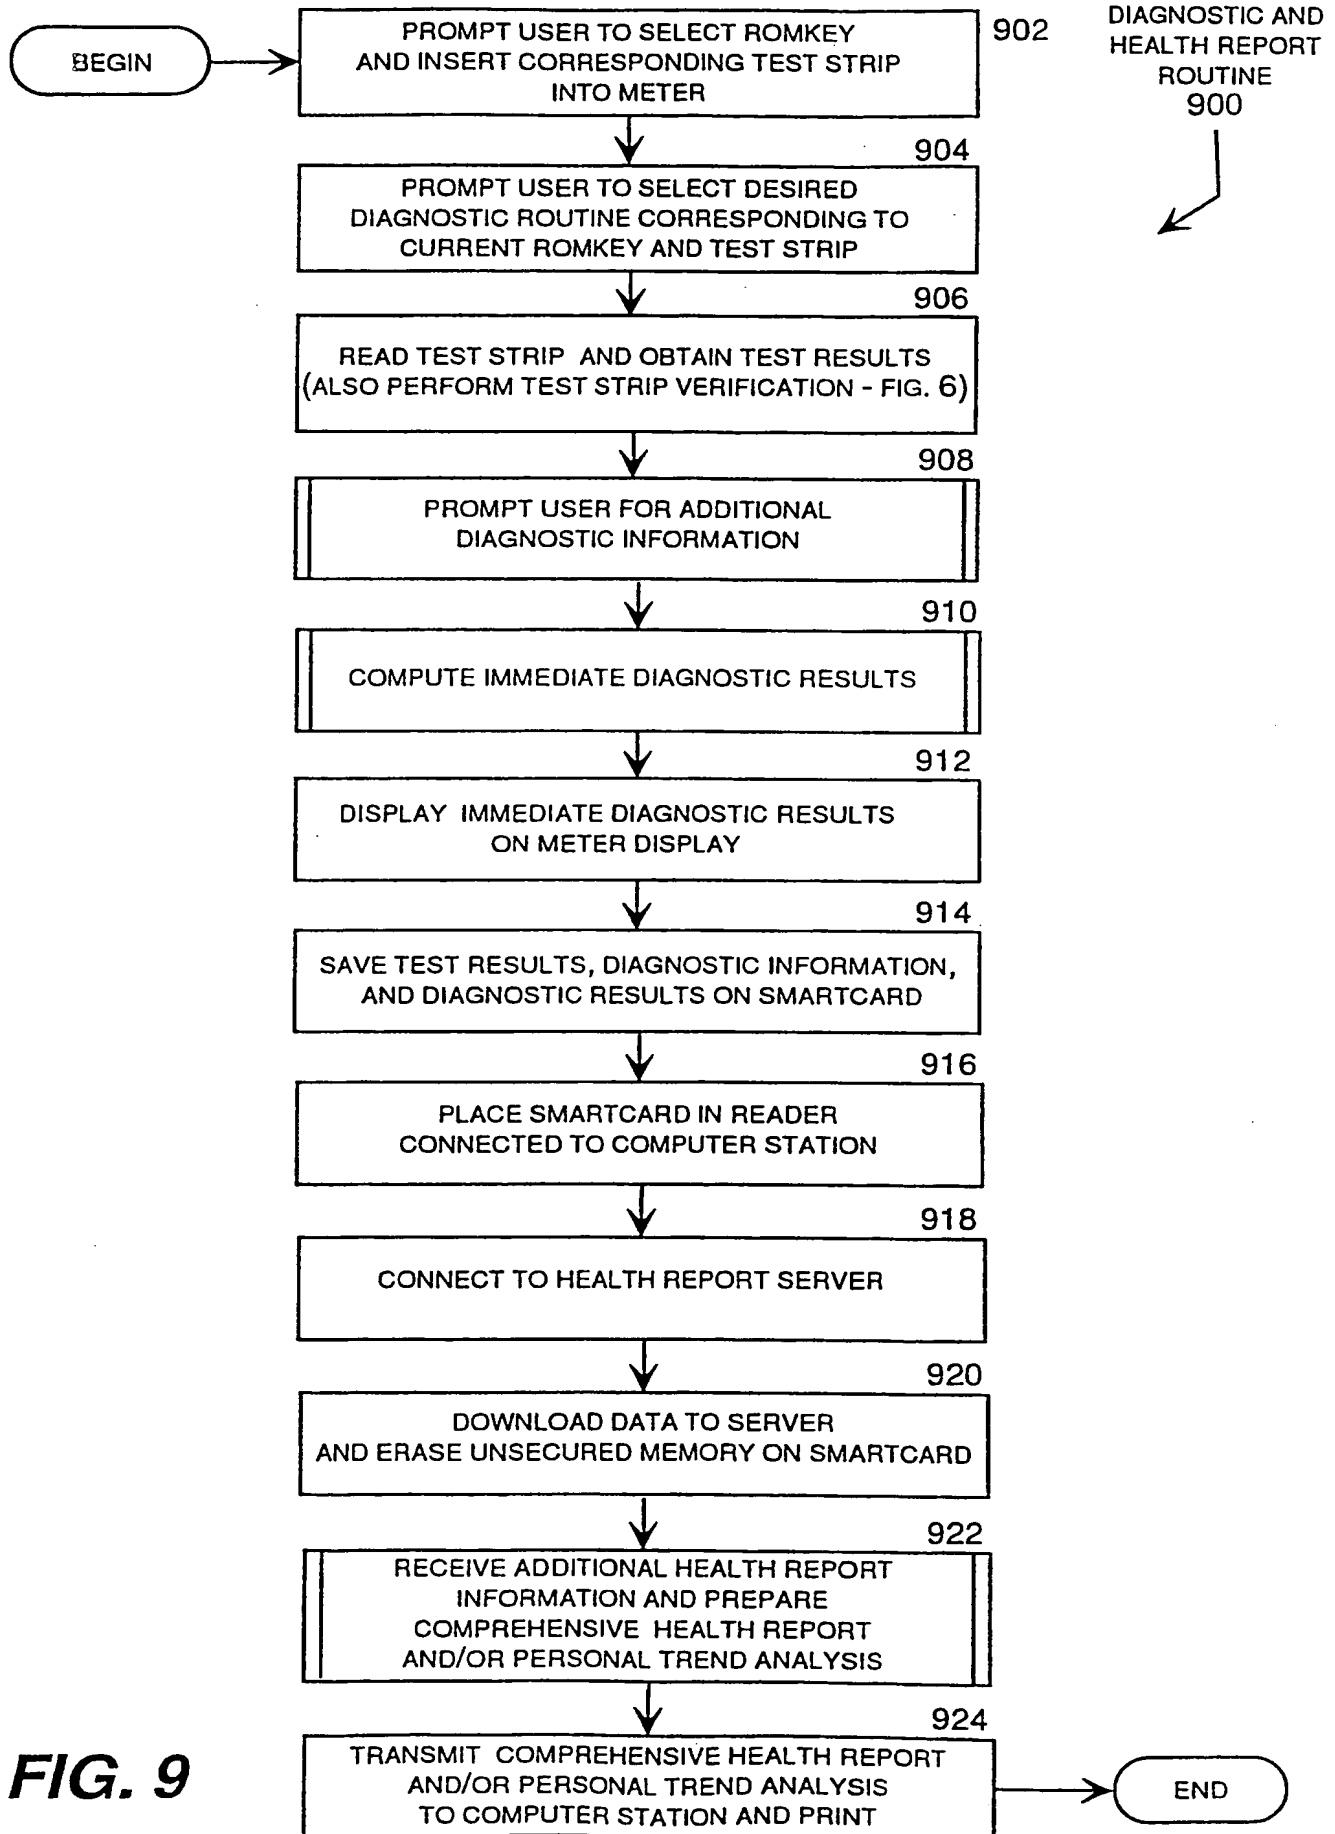 DIAGNOSTIC AND
HEALTH REPORT
ROUTINE
900
BEGIN
902
PROMPT USER TO SELECT ROMKEY
AND INSERT CORRESPONDING TEST STRIP
INTO METER
904
PROMPT USER TO SELECT DESIRED
DIAGNOSTIC ROUTINE CORRESPONDING TO
CURRENT ROMKEY AND TEST STRIP
906
READ TEST STRIP AND OBTAIN TEST RESULTS
(ALSO PERFORM TEST STRIP VERIFICATION - FIG. 6)
908
PROMPT USER FOR ADDITIONAL
DIAGNOSTIC INFORMATION
910
COMPUTE IMMEDIATE DIAGNOSTIC RESULTS
912
DISPLAY IMMEDIATE DIAGNOSTIC RESULTS
ON METER DISPLAY
914
SAVE TEST RESULTS, DIAGNOSTIC INFORMATION,
AND DIAGNOSTIC RESULTS ON SMARTCARD
916
PLACE SMARTCARD IN READER
CONNECTED TO COMPUTER STATION
918
CONNECT TO HEALTH REPORT SERVER
920
DOWNLOAD DATA TO SERVER
AND ERASE UNSECURED MEMORY ON SMARTCARD
922
RECEIVE ADDITIONAL HEALTH REPORT
INFORMATION AND PREPARE
COMPREHENSIVE HEALTH REPORT
AND/OR PERSONAL TREND ANALYSIS
924
TRANSMIT COMPREHENSIVE HEALTH REPORT
AND/OR PERSONAL TREND ANALYSIS
TO COMPUTER STATION AND PRINT
END
FIG. 9